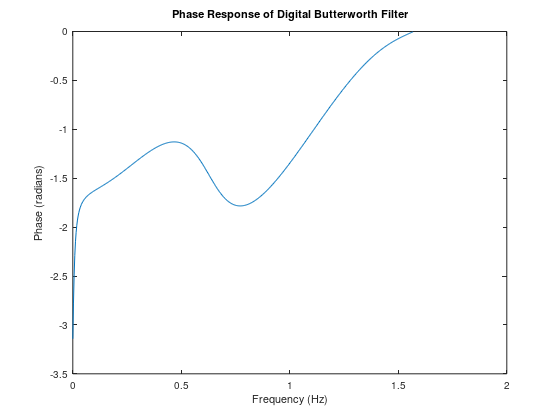 Phase Response of Digital Butterworth Filter
0
-0.5
-1
-1.5
-2
-2.5
-3
-3.5
Phase (radians)
0 0.5 1 1.5 2
Frequency (Hz)